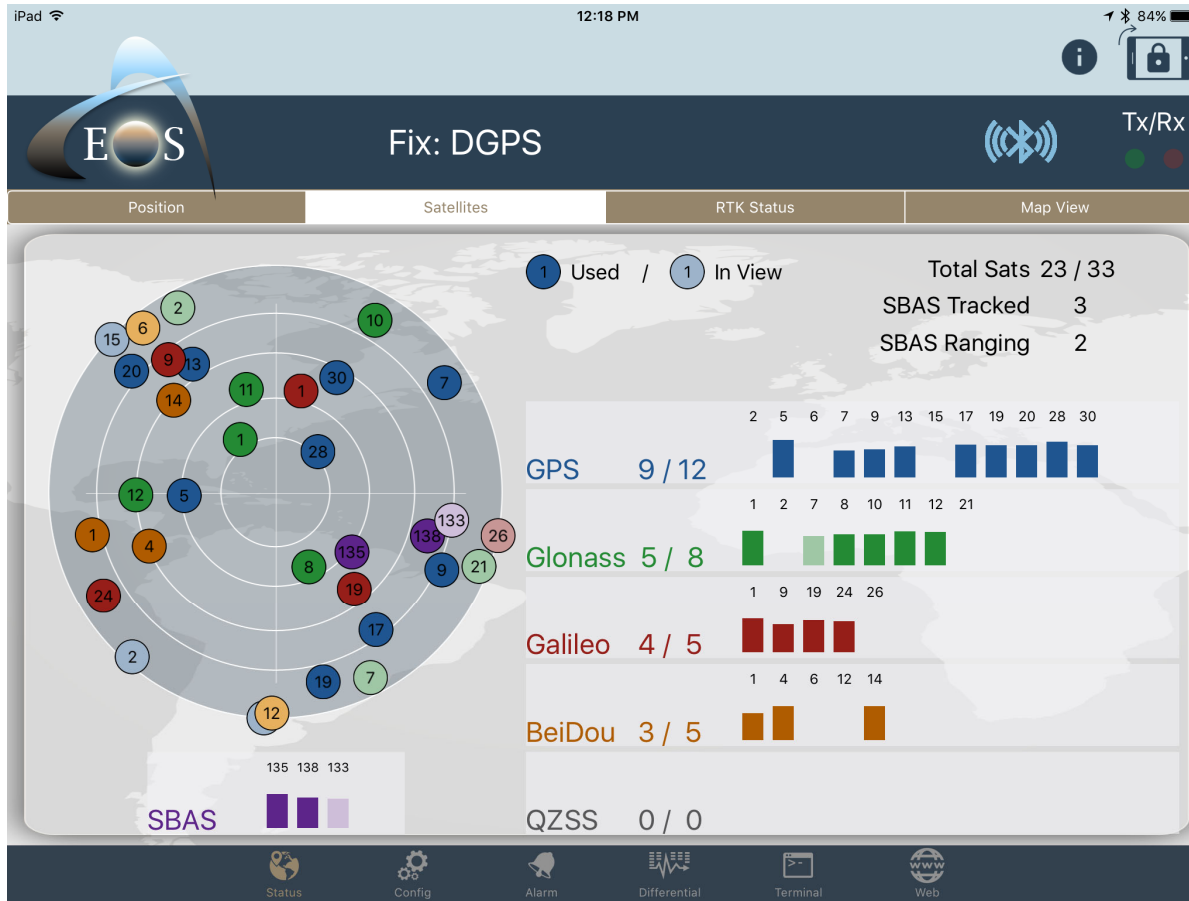 iPad 12:18 PM 84%
EOS Fix: DGPS Tx/Rx
Position Satellites RTK Status Map View
1 Used / 1 In View
Total Sats 23 / 33
SBAS Tracked 3
SBAS Ranging 2
2
10
6
15
9 13
20
30
7
11
1
14
1
28
12
5
133
138
26
1
4
135
8
9
21
19
24
17
2
19
7
12
2 5 6 7 9 13 15 17 19 20 28 30
GPS 9 / 12
1 2 7 8 10 11 12 21
Glonass 5 / 8
1 9 19 24 26
Galileo 4 / 5
1 4 6 12 14
BeiDou 3 / 5
135 138 133
SBAS
QZSS 0 / 0
Status Config Alarm Differential Terminal Web
www